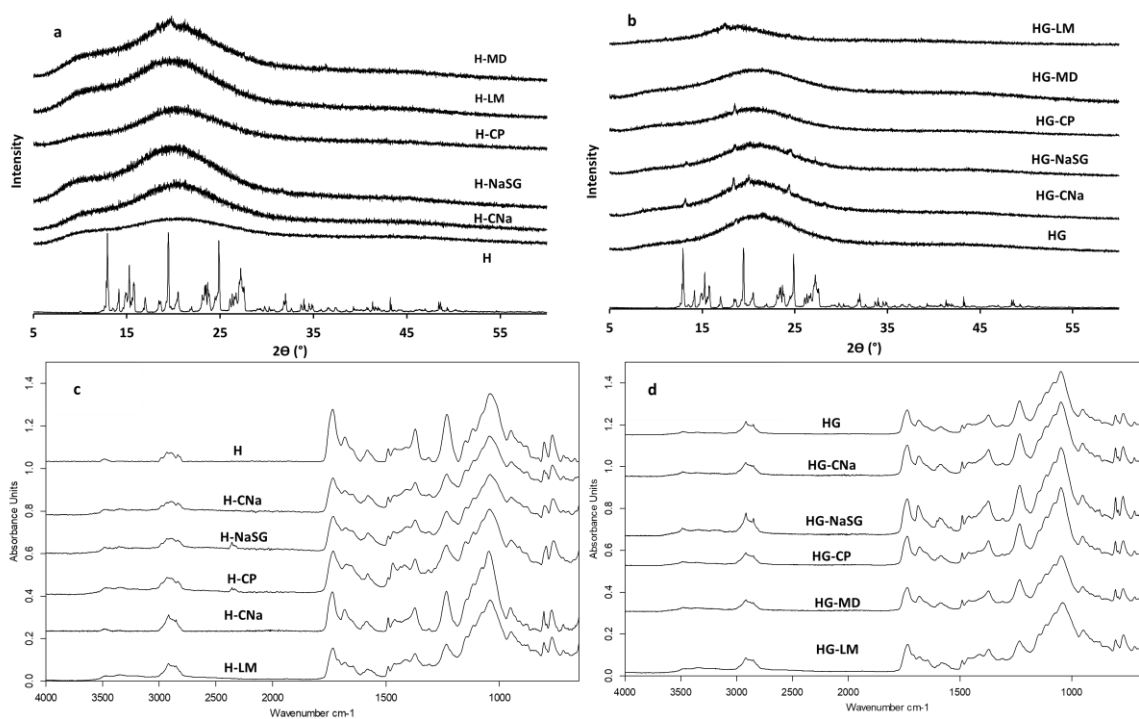 a
H-MD
H-LM
H-CP
H-NaSG
H-CNa
H
Intensity
5 15 25 35 45 55
2Θ (°)
b
HG-LM
HG-MD
HG-CP
HG-NaSG
HG-CNa
HG
Intensity
5 15 25 35 45 55
2Θ (°)
c
H
H-CNa
H-NaSG
H-CP
H-CNa
H-LM
Absorbance Units
1.4
1.2
1.0
0.8
0.6
0.4
0.2
0.0
4000 3500 3000 2500 2000 1500 1000
Wavenumber cm-1
d
HG
HG-CNa
HG-NaSG
HG-CP
HG-MD
HG-LM
Absorbance Units
1.4
1.2
1.0
0.8
0.6
0.4
0.2
0.0
4000 3500 3000 2500 2000 1500 1000
Wavenumber cm-1